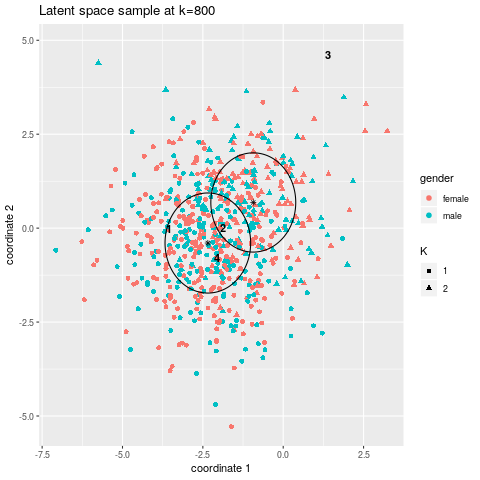 Latent space sample at k=800
5.0
2.5
0.0
-2.5
-5.0
coordinate 2
3
1
2
4
-7.5 -5.0 -2.5 0.0 2.5
coordinate 1
gender
female
male
K
1
2